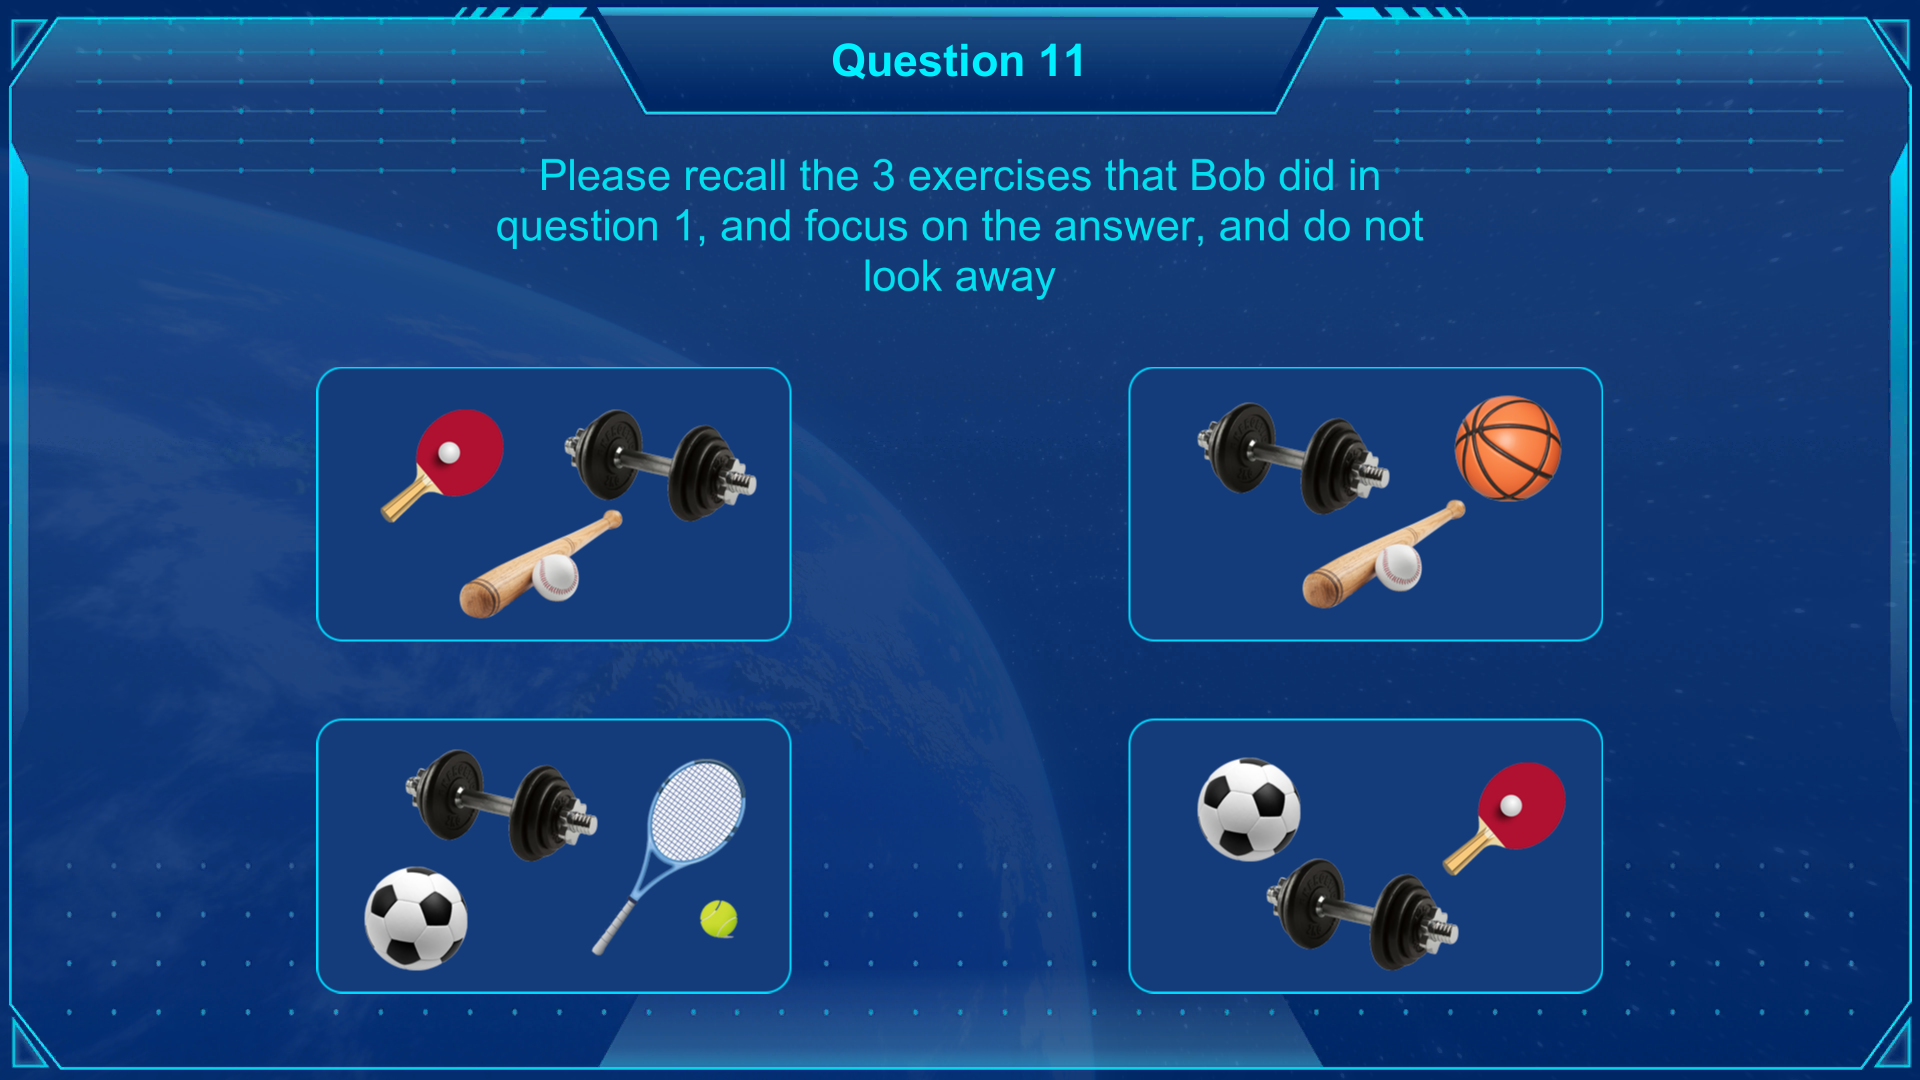 Question 11
Please recall the 3 exercises that Bob did in
question 1, and focus on the answer, and do not
look away